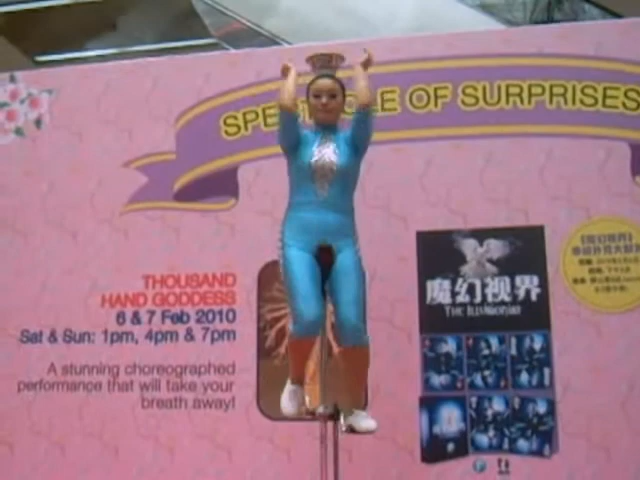 SPE OF SURPRISES
THOUSAND
HAND GODDESS
6 & 7 Feb 2010
Sat & Sun: 1pm, 4pm & 7pm
A stunning choreographed
performance that will take your
breath away!
魔幻视界
THE ILLUSIONIST